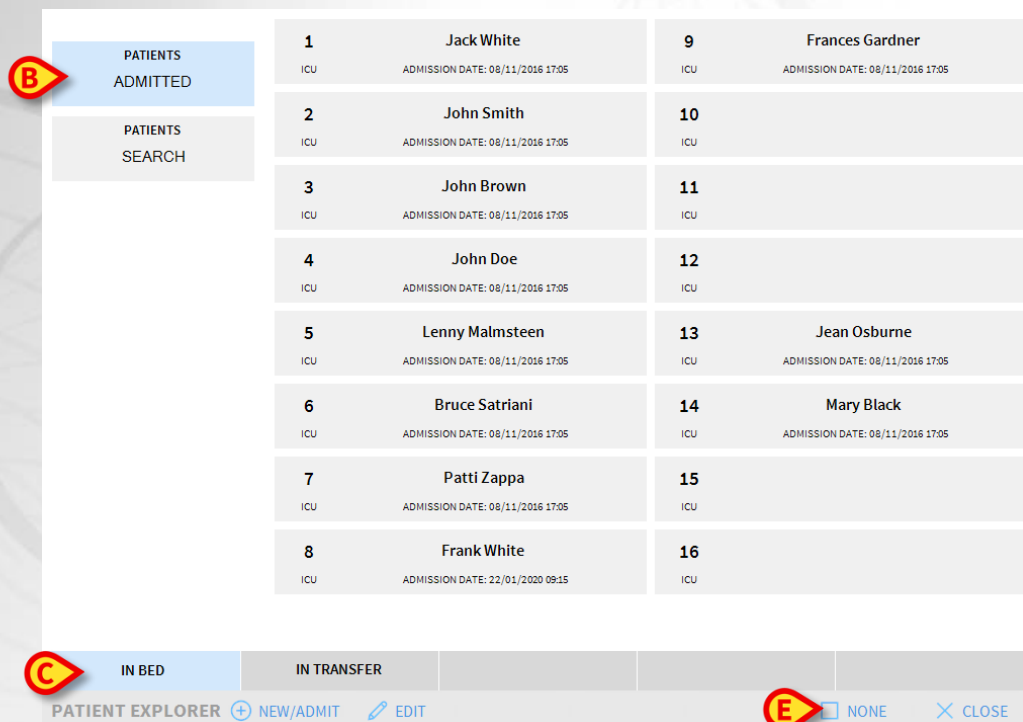 B
PATIENTS
ADMITTED
PATIENTS
SEARCH
1 Jack White
ICU ADMISSION DATE: 08/11/2016 17:05
2 John Smith
ICU ADMISSION DATE: 08/11/2016 17:05
3 John Brown
ICU ADMISSION DATE: 08/11/2016 17:05
4 John Doe
ICU ADMISSION DATE: 08/11/2016 17:05
5 Lenny Malmsteen
ICU ADMISSION DATE: 08/11/2016 17:05
6 Bruce Satriani
ICU ADMISSION DATE: 08/11/2016 17:05
7 Patti Zappa
ICU ADMISSION DATE: 08/11/2016 17:05
8 Frank White
ICU ADMISSION DATE: 22/01/2020 09:15
9 Frances Gardner
ICU ADMISSION DATE: 08/11/2016 17:05
10
ICU
11
ICU
12
ICU
13 Jean Osburne
ICU ADMISSION DATE: 08/11/2016 17:05
14 Mary Black
ICU ADMISSION DATE: 08/11/2016 17:05
15
ICU
16
ICU
C IN BED IN TRANSFER
PATIENT EXPLORER NEW/ADMIT EDIT E NONE CLOSE